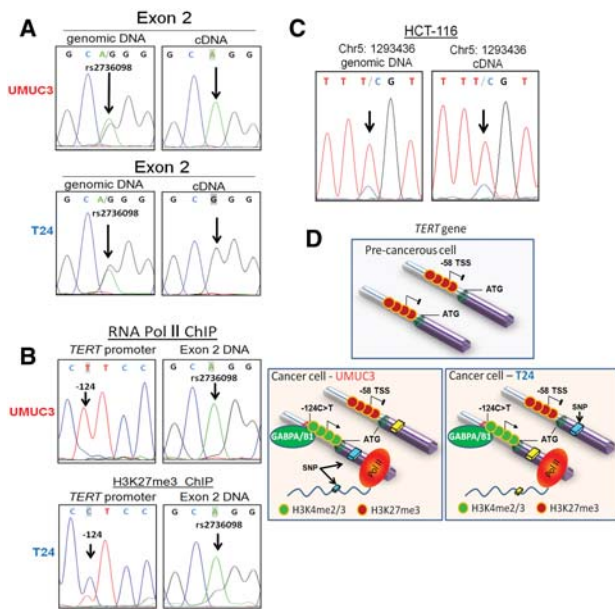 A
Exon 2
genomic DNA cDNA
G C A/G G G G C A G G
rs2736098
UMUC3
Exon 2
genomic DNA cDNA
G C A/G G G G C G G G
rs2736098
T24
B
RNA Pol II ChIP
TERT promoter Exon 2 DNA
C T T C C G C A G G
-124 rs2736098
UMUC3
H3K27me3 ChIP
TERT promoter Exon 2 DNA
C C T C C G C A G G
-124 rs2736098
T24
C
HCT-116
Chr5: 1293436 Chr5: 1293436
genomic DNA cDNA
T T T/C G T T T T/C G T
D
TERT gene
Pre-cancerous cell
-58 TSS
ATG
ATG
Cancer cell - UMUC3
-58 TSS
-124C>T
GABPA/B1
ATG
SNP
Pol II
H3K4me2/3 H3K27me3
Cancer cell – T24
-58 TSS
SNP
-124C>T
GABPA/B1
ATG
Pol II
H3K4me2/3 H3K27me3